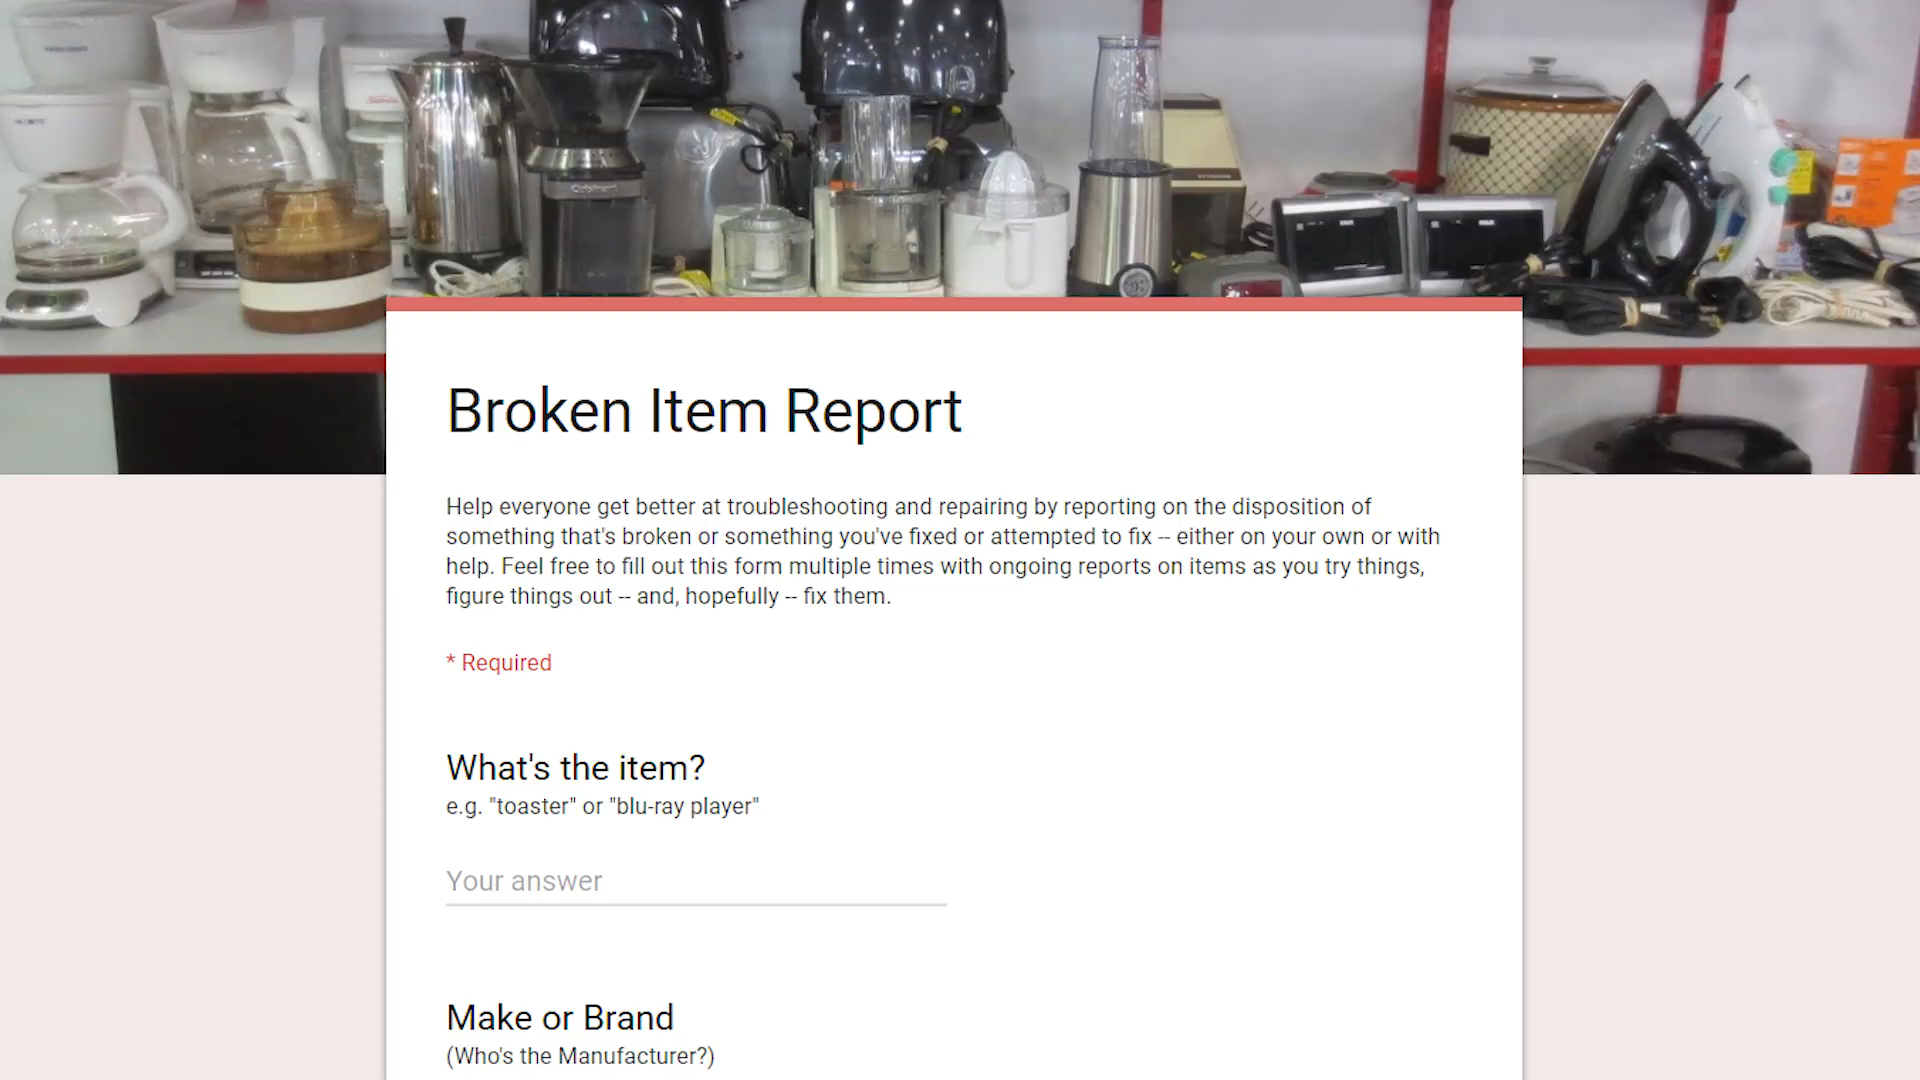 Broken Item Report
Help everyone get better at troubleshooting and repairing by reporting on the disposition of
something that's broken or something you've fixed or attempted to fix -- either on your own or with
help. Feel free to fill out this form multiple times with ongoing reports on items as you try things,
figure things out -- and, hopefully -- fix them.
* Required
What's the item?
e.g. "toaster" or "blu-ray player"
Your answer
Make or Brand
(Who's the Manufacturer?)